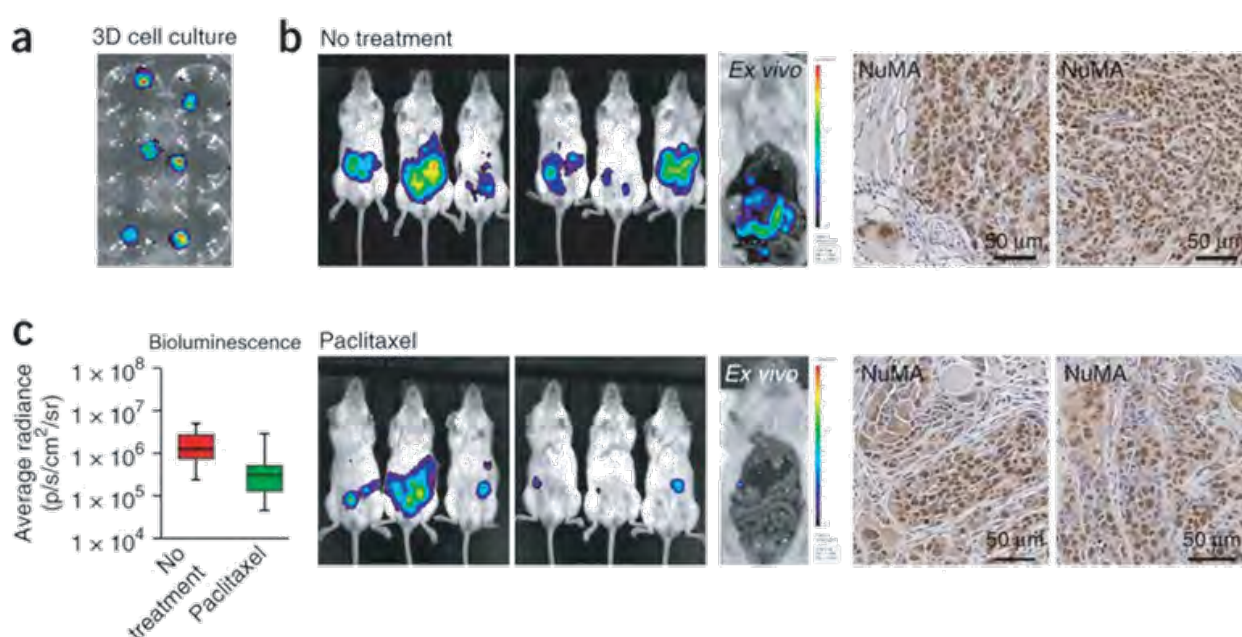 a
3D cell culture
b
No treatment
Ex vivo
NuMA
NuMA
50 µm
50 µm
c
Bioluminescence
Average radiance
(p/s/cm²/sr)
1 × 10⁸
1 × 10⁷
1 × 10⁶
1 × 10⁵
1 × 10⁴
No
treatment
Paclitaxel
Paclitaxel
Ex vivo
NuMA
NuMA
50 µm
50 µm